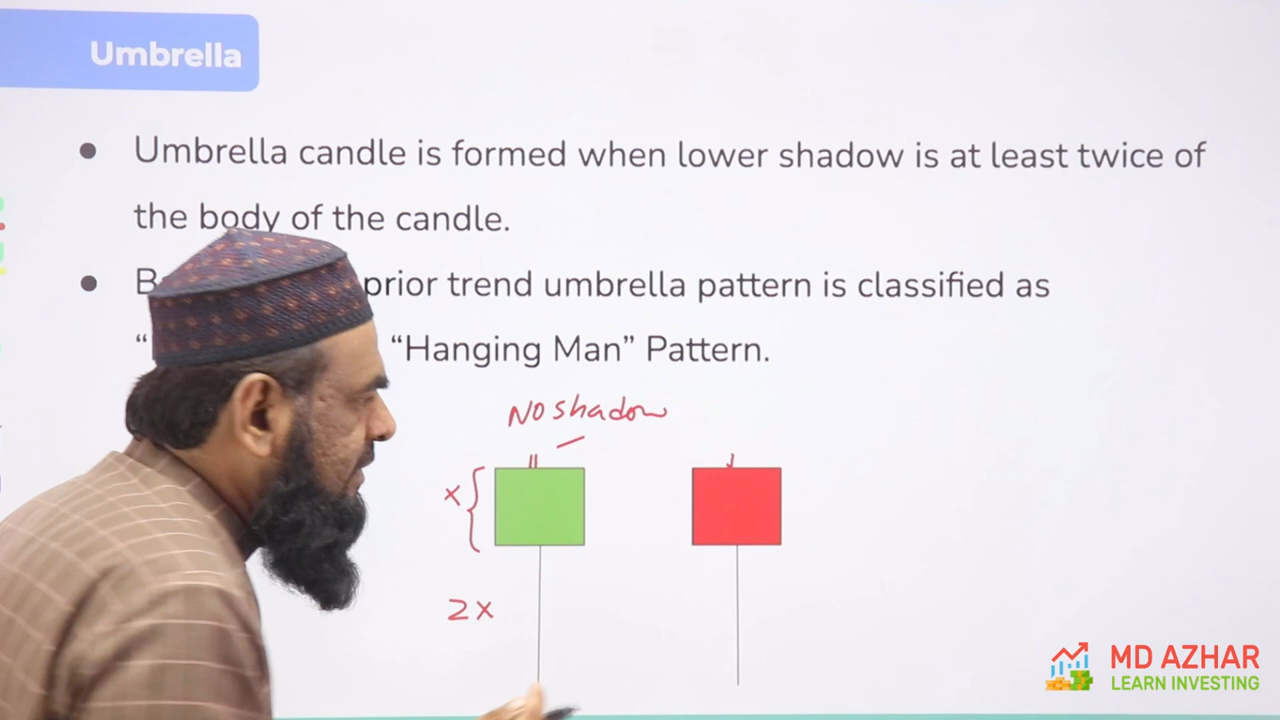 Umbrella
● Umbrella candle is formed when lower shadow is at least twice of
the body of the candle.
● prior trend umbrella pattern is classified as
“ “Hanging Man” Pattern.
No shadow
x
2x
MD AZHAR
LEARN INVESTING